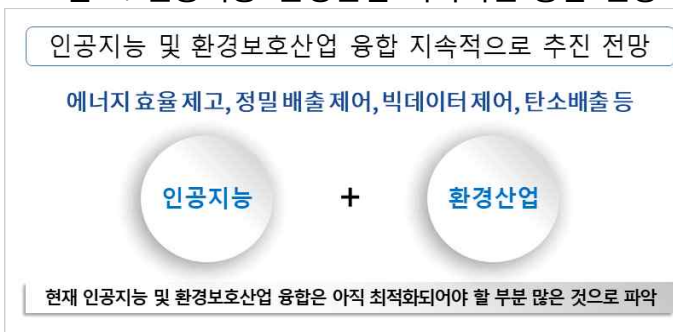 인공지능 및 환경보호산업 융합 지속적으로 추진 전망
에너지 효율 제고, 정밀 배출 제어, 빅데이터 제어, 탄소배출 등
인공지능 + 환경산업
현재 인공지능 및 환경보호산업 융합은 아직 최적화되어야 할 부분 많은 것으로 파악